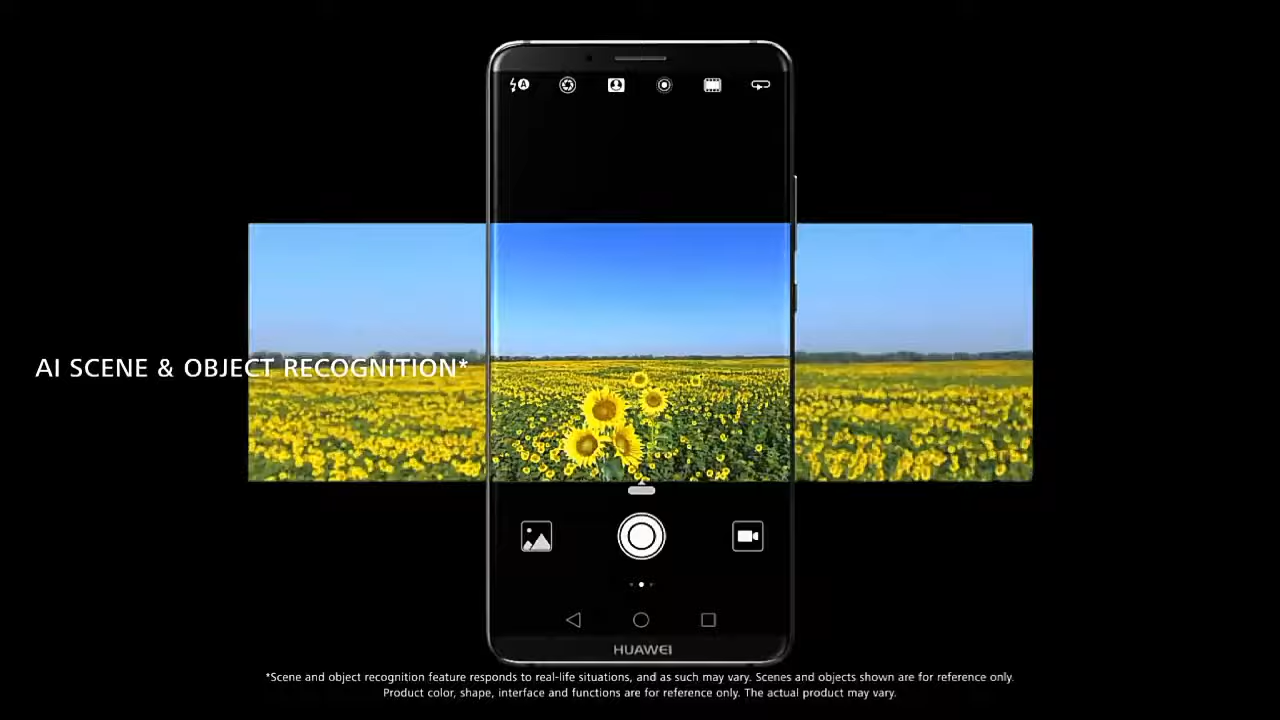 A
AI SCENE & OBJECT RECOGNITION*
HUAWEI
*Scene and object recognition feature responds to real-life situations, and as such may vary. Scenes and objects shown are for reference only.
Product color, shape, interface and functions are for reference only. The actual product may vary.